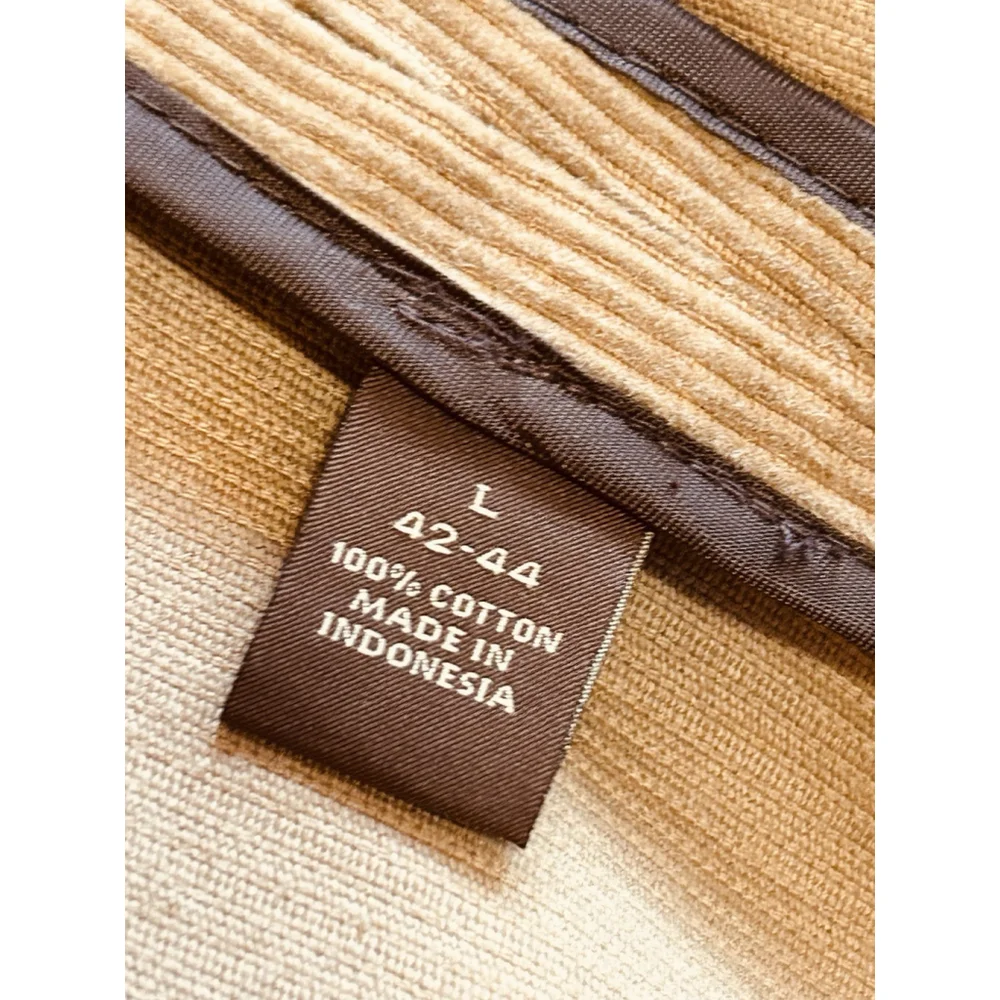 L
42-44
100% COTTON
MADE IN
INDONESIA